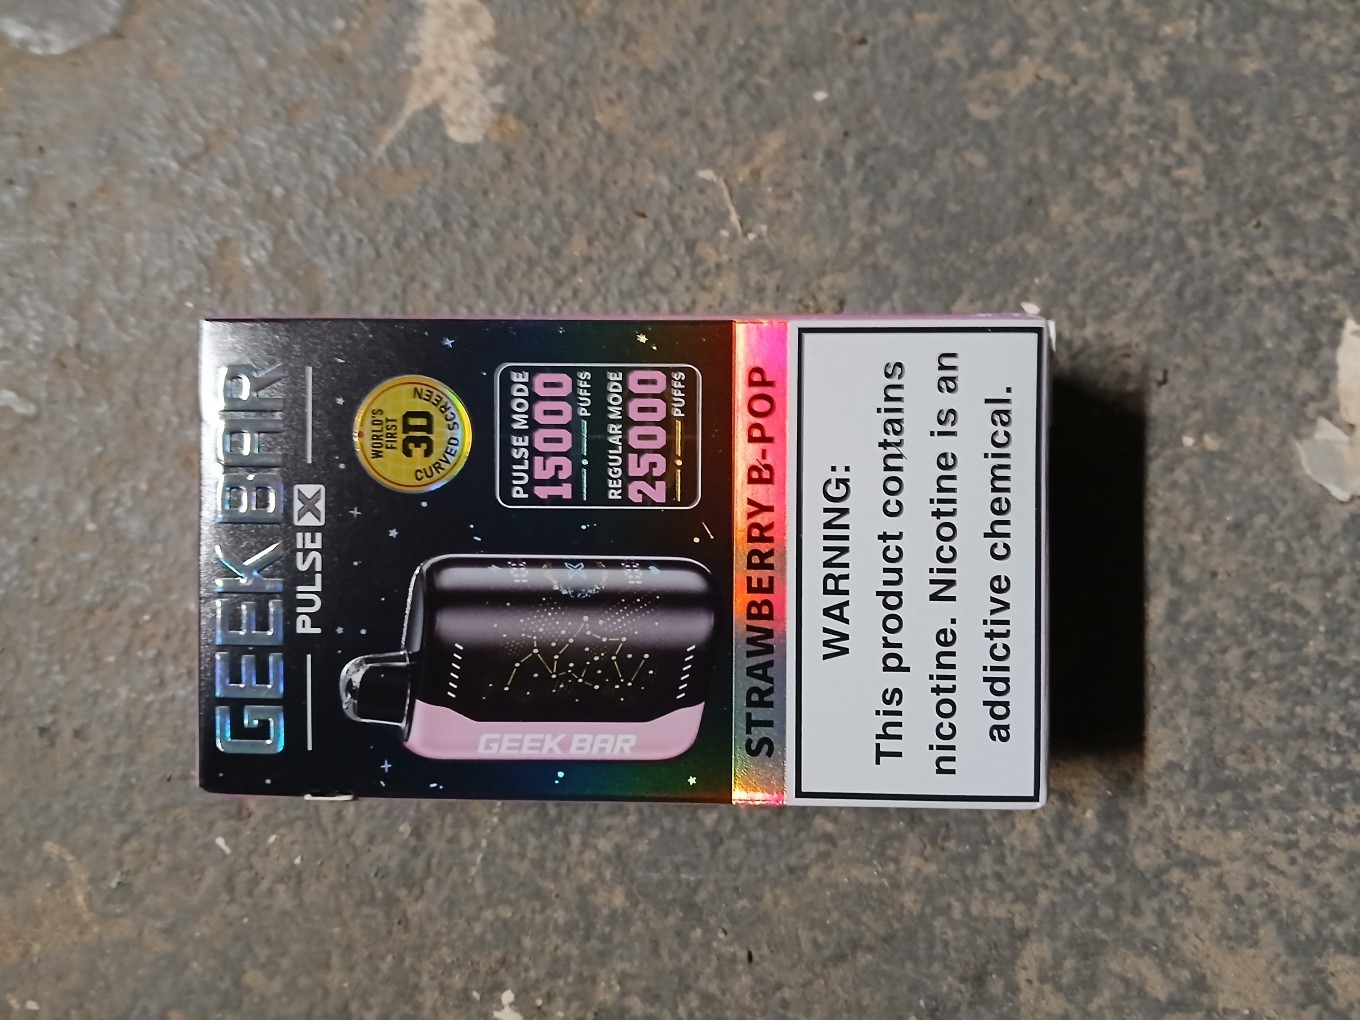 GEEK BAR
PULSE X
WORLD'S
FIRST
3D
CURVED SCREEN
PULSE MODE
15000
PUFFS
REGULAR MODE
25000
PUFFS
GEEK BAR
STRAWBERRY B-POP
WARNING:
This product contains
nicotine. Nicotine is an
addictive chemical.